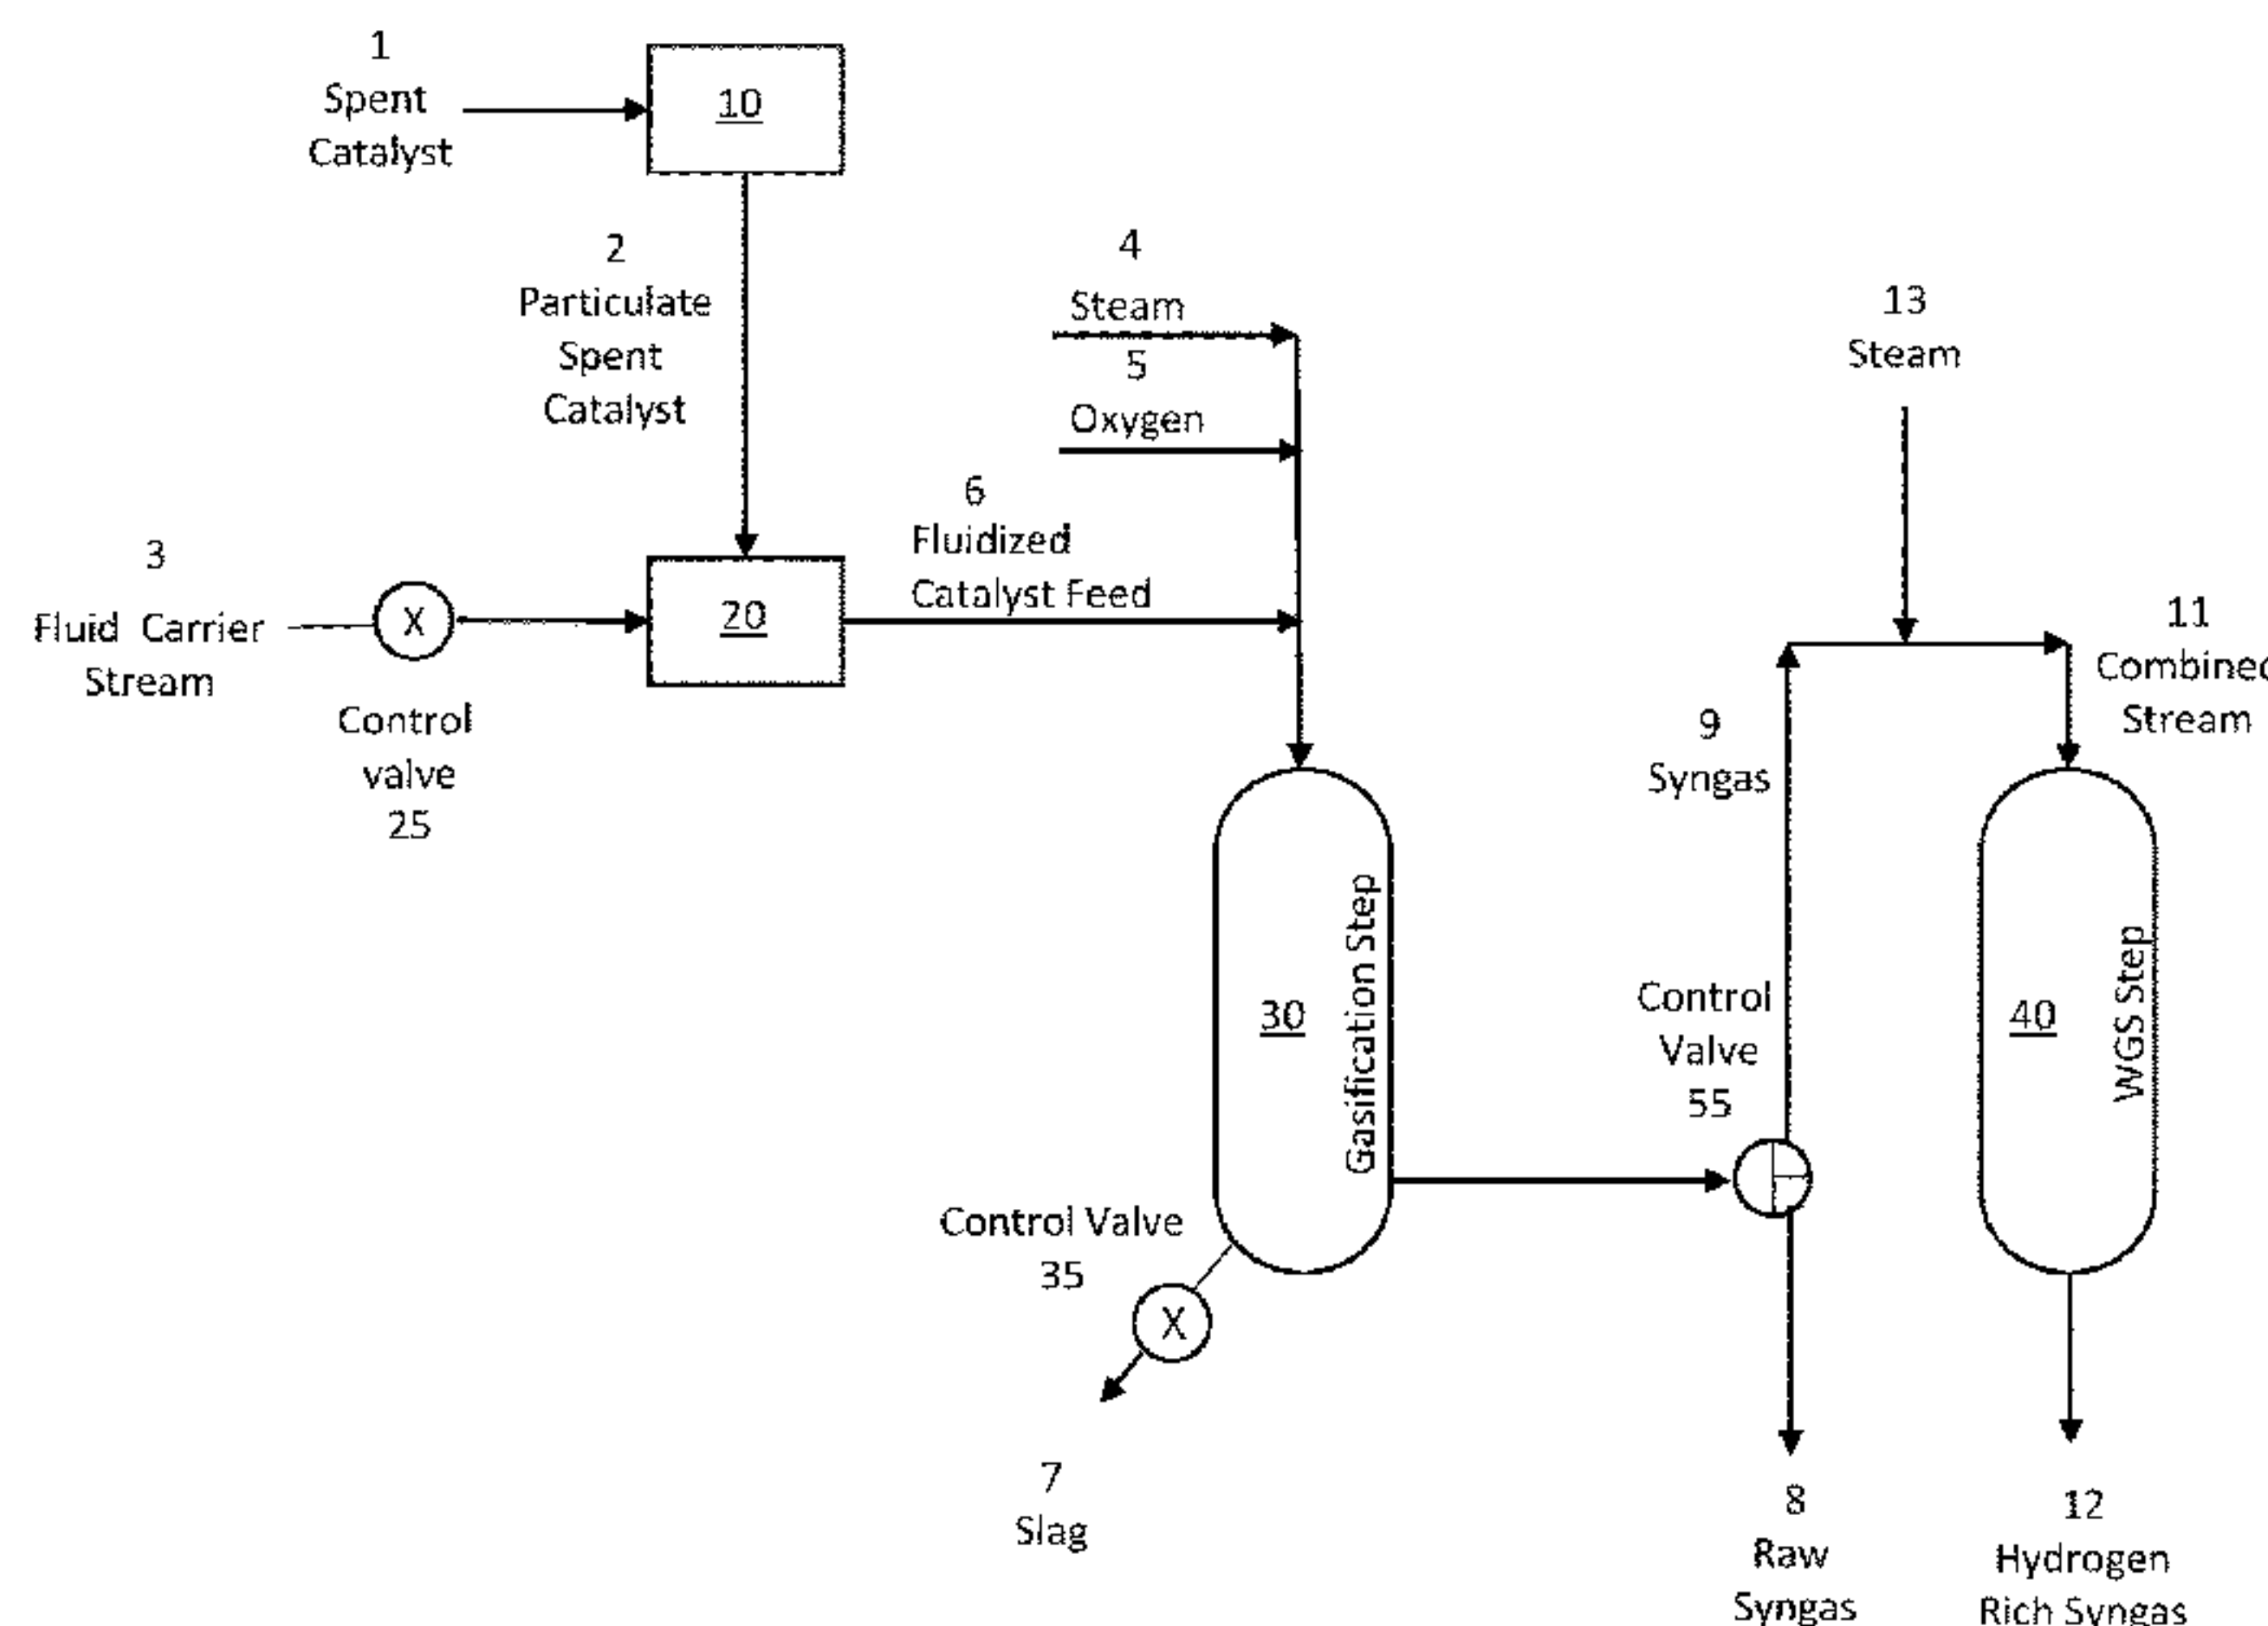 1
Spent
Catalyst
10
2
Particulate
Spent
Catalyst
3
Fluid Carrier
Stream
X
Control
valve
25
20
4
Steam
5
Oxygen
6
Fluidized
Catalyst Feed
30
Gasification Step
Control Valve
35
X
7
Slag
13
Steam
9
Syngas
11
Combined
Stream
Control
Valve
55
40
WGS Step
8
Raw
Syngas
12
Hydrogen
Rich Syngas